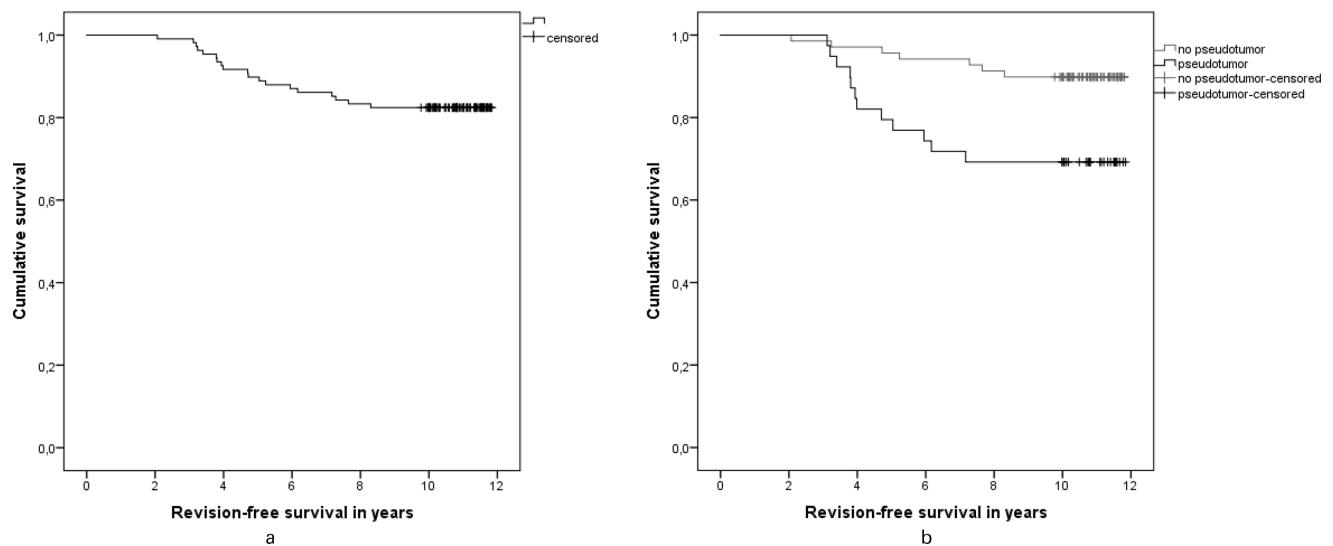 1,0
0,8
0,6
0,4
0,2
0,0
Cumulative survival
0 2 4 6 8 10 12
Revision-free survival in years
a
censored
1,0
0,8
0,6
0,4
0,2
0,0
Cumulative survival
0 2 4 6 8 10 12
Revision-free survival in years
b
no pseudotumor
pseudotumor
no pseudotumor-censored
pseudotumor-censored